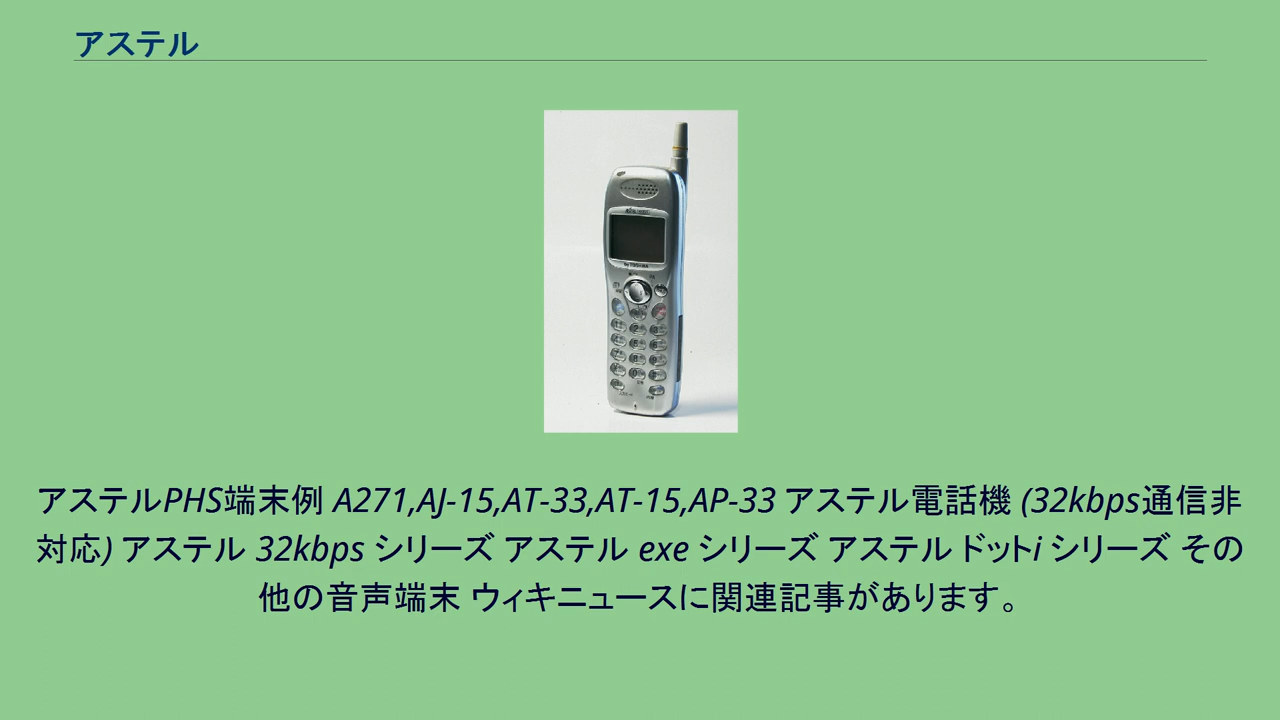 アステル
アステルPHS端末例 A271,AJ-15,AT-33,AT-15,AP-33 アステル電話機 (32kbps通信非
対応) アステル 32kbps シリーズ アステル exe シリーズ アステル ドットi シリーズ その
他の音声端末 ウィキニュースに関連記事があります。